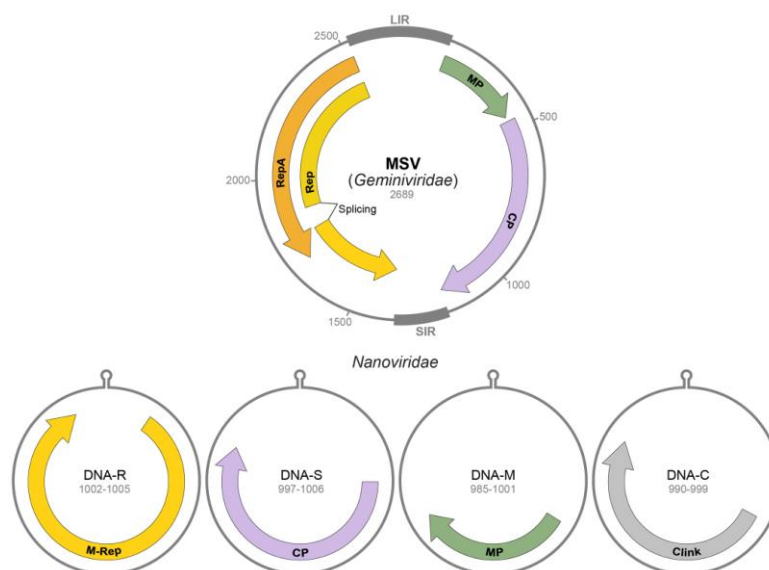 LIR
2500
MP
500
RepA
Rep
MSV
(Geminiviridae)
2689
2000
Splicing
CP
1000
1500
SIR
Nanoviridae
DNA-R
1002-1005
M-Rep
DNA-S
997-1006
CP
DNA-M
985-1001
MP
DNA-C
990-999
Clink